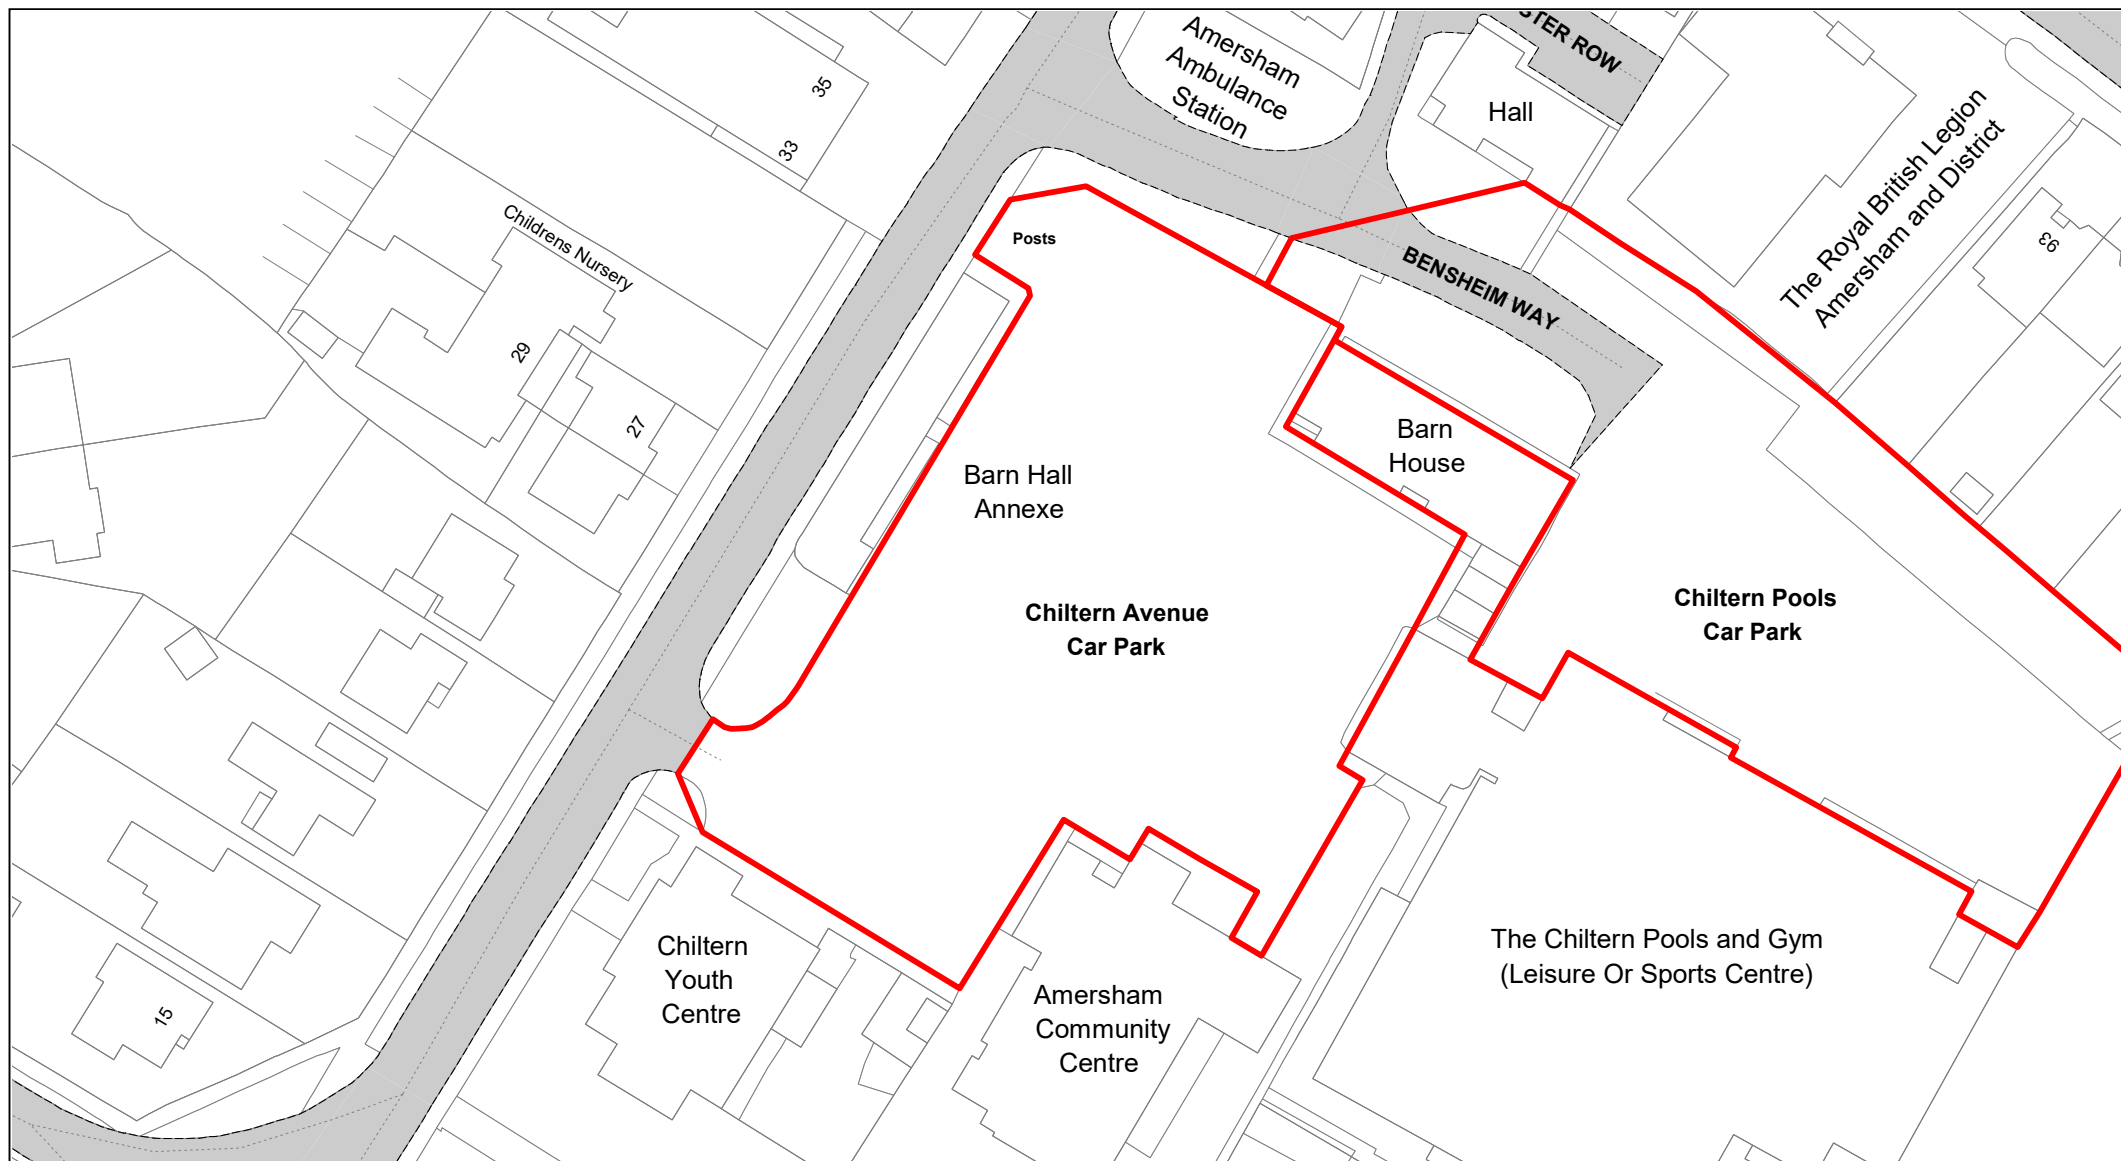 Amersham
Ambulance
Station
STER ROW
Hall
The Royal British Legion
Amersham and District
93
35
33
Childrens Nursery
29
27
Posts
BENSHEIM WAY
Barn
House
Barn Hall
Annexe
Chiltern Avenue
Car Park
Chiltern Pools
Car Park
The Chiltern Pools and Gym
(Leisure Or Sports Centre)
Chiltern
Youth
Centre
Amersham
Community
Centre
15